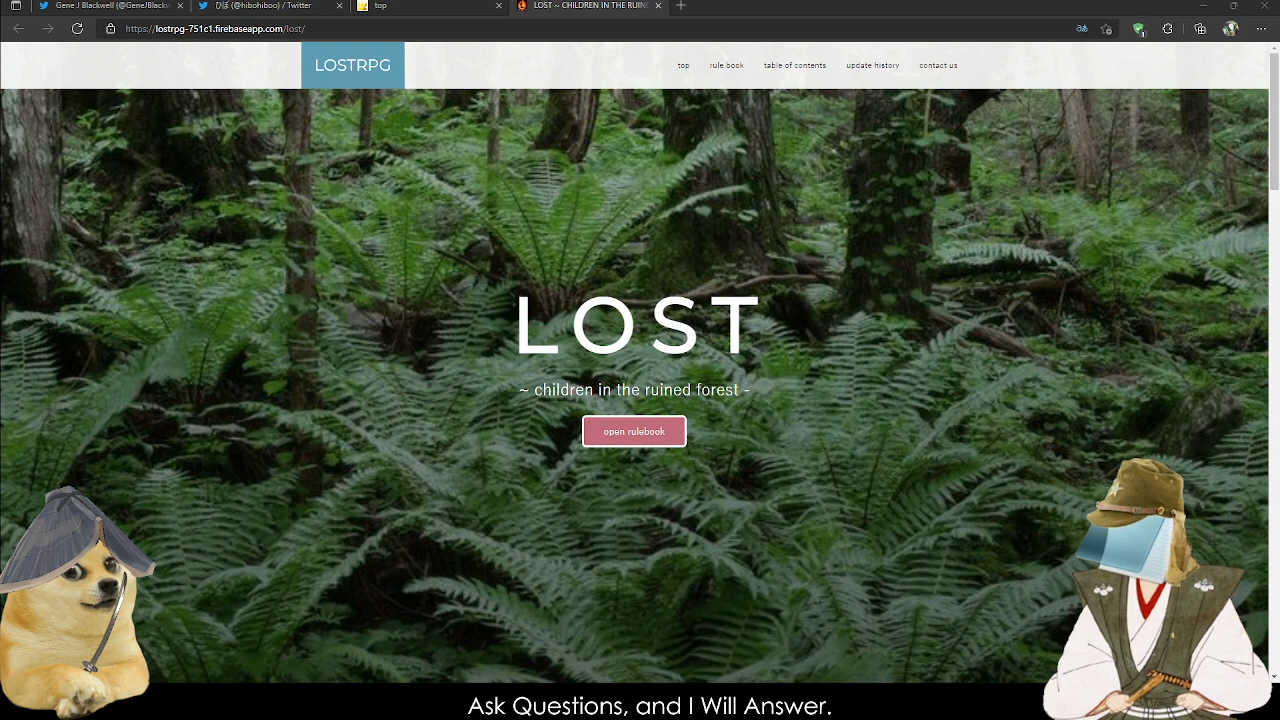 Gene J Blackwell (@GeneJBlackw
ぴぼ (@hibohiboo) / Twitter
top
LOST ~ CHILDREN IN THE RUIN
https://lostrpg-751c1.firebaseapp.com/lost/
LOSTRPG
top
rule book
table of contents
update history
contact us
LOST
~ children in the ruined forest -
open rulebook
Ask Questions, and I Will Answer.